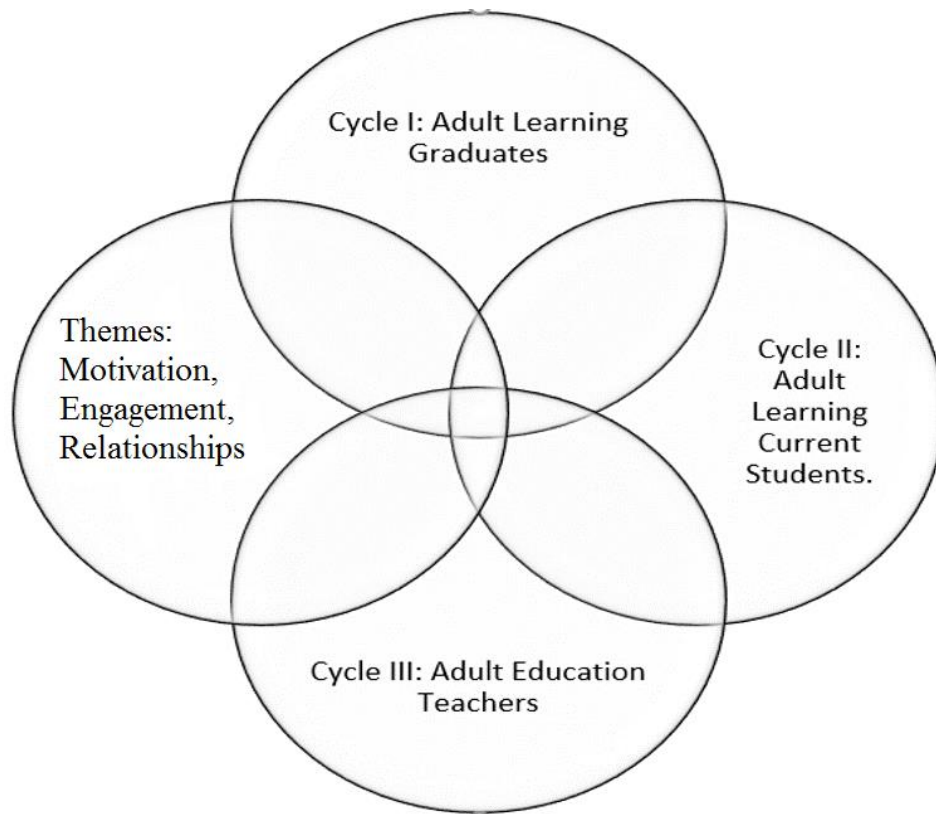 Cycle I: Adult Learning
Graduates
Themes:
Motivation,
Engagement,
Relationships
Cycle II:
Adult
Learning
Current
Students.
Cycle III: Adult Education
Teachers